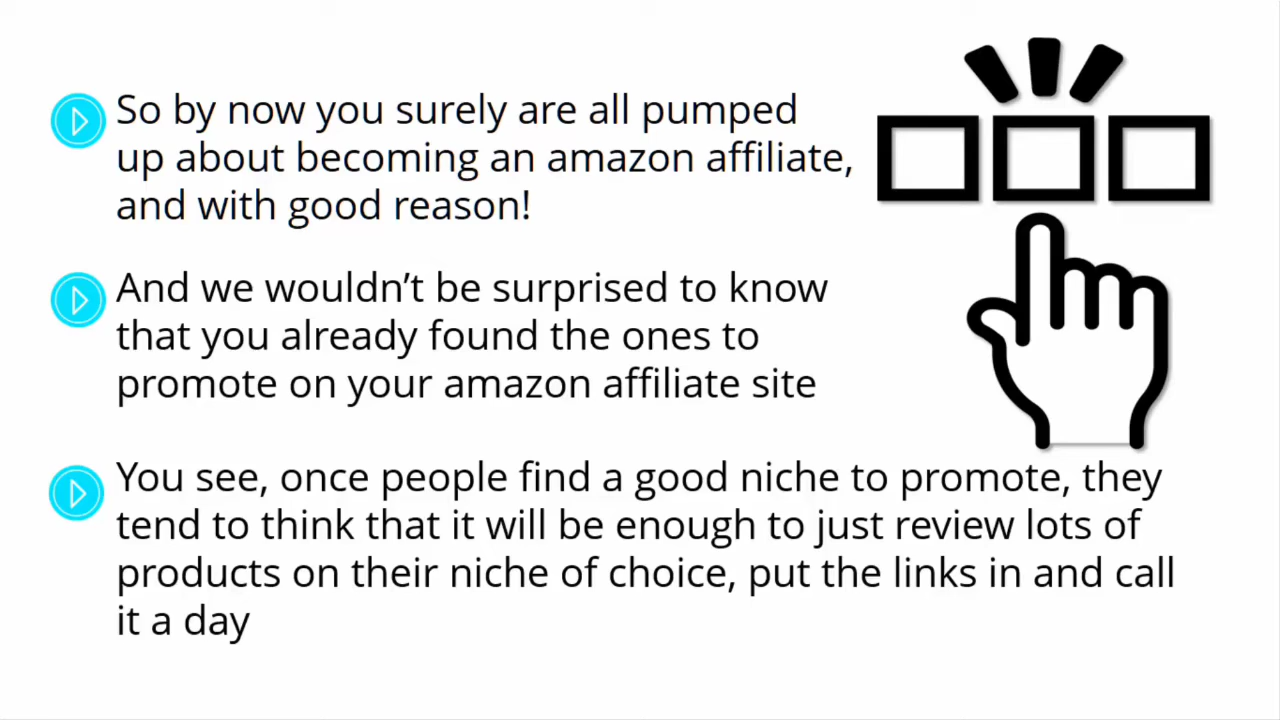 So by now you surely are all pumped
up about becoming an amazon affiliate,
and with good reason!
And we wouldn’t be surprised to know
that you already found the ones to
promote on your amazon affiliate site
You see, once people find a good niche to promote, they
tend to think that it will be enough to just review lots of
products on their niche of choice, put the links in and call
it a day